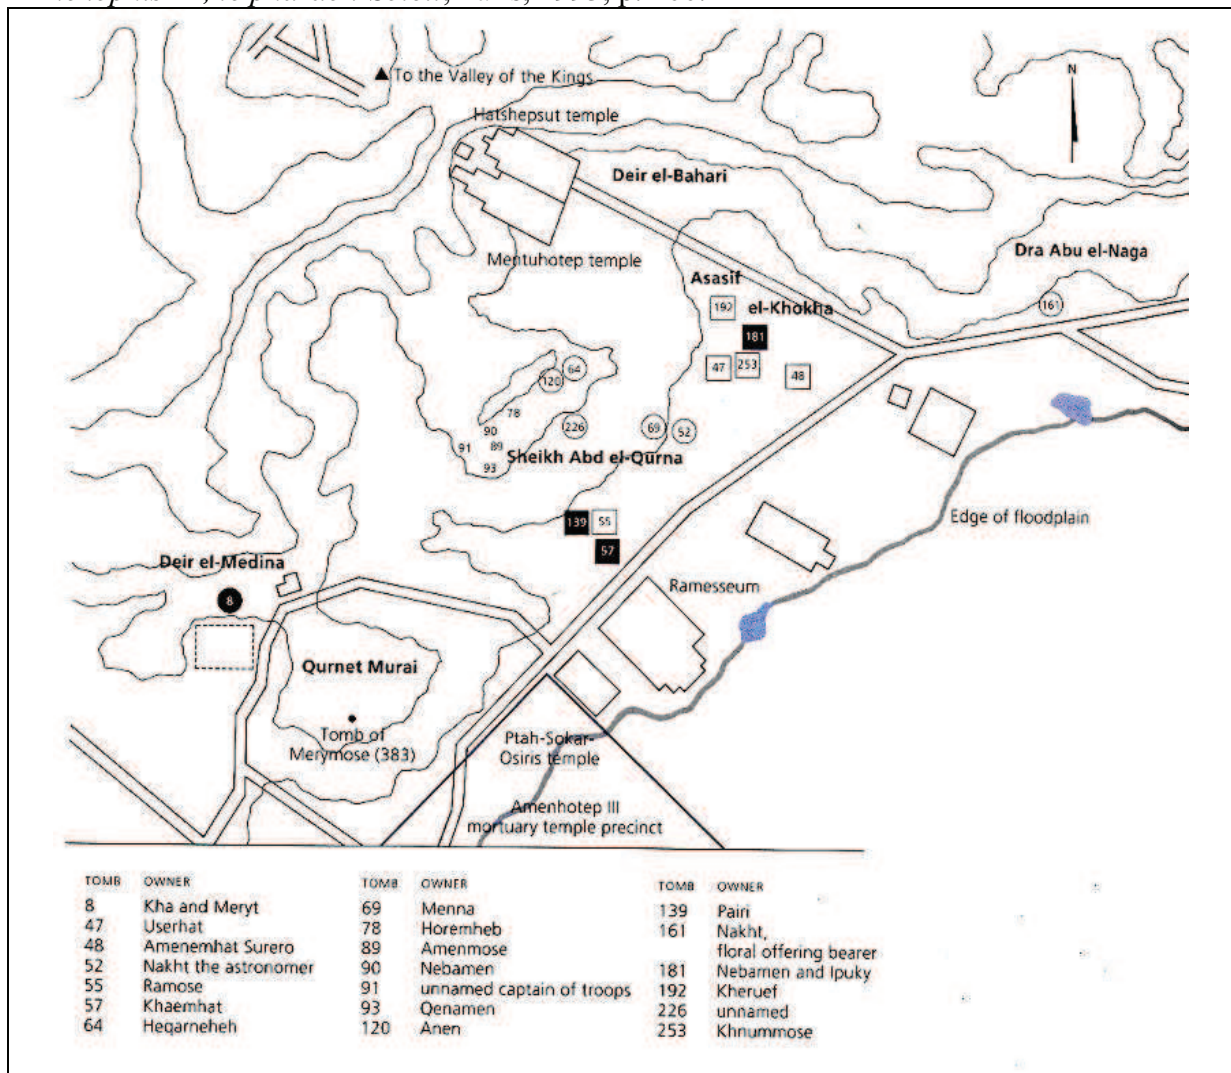 ▲ To the Valley of the Kings
N
Hatshepsut temple
Deir el-Bahari
Mentuhotep temple
Dra Abu el-Naga
Asasif
192
el-Khokha
161
181
47
253
48
64
120
78
90
226
69
52
91
89
Sheikh Abd el-Qurna
93
139
55
57
Edge of floodplain
Deir el-Medina
8
Ramesseum
Qurnet Murai
Tomb of
Merymose (383)
Ptah-Sokar-
Osiris temple
Amenhotep III
mortuary temple precinct
TOMB OWNER
8 Kha and Meryt
47 Userhat
48 Amenemhat Surero
52 Nakht the astronomer
55 Ramose
57 Khaemhat
64 Heqarneheh
TOMB OWNER
69 Menna
78 Horemheb
89 Amenmose
90 Nebamen
91 unnamed captain of troops
93 Qenamen
120 Anen
TOMB OWNER
139 Pairi
161 Nakht,
floral offering bearer
181 Nebamen and Ipuky
192 Kheruef
226 unnamed
253 Khnummose